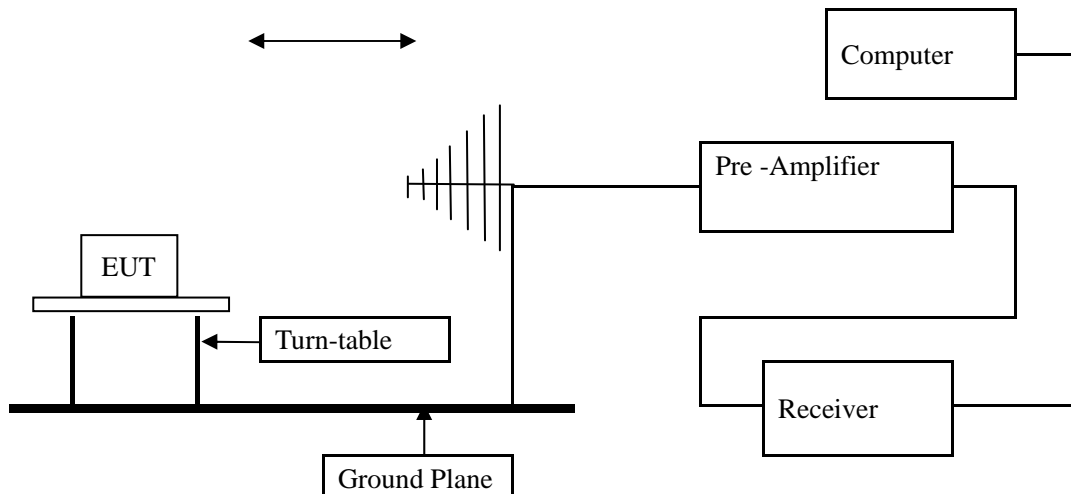 Computer
Pre -Amplifier
EUT
Turn-table
Receiver
Ground Plane